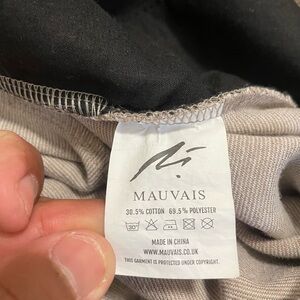 MAUVAIS
30.5% COTTON 69.5% POLYESTER
30°
MADE IN CHINA
WWW.MAUVAIS.CO.UK
THIS GARMENT IS PROTECTED UNDER COPYRIGHT.